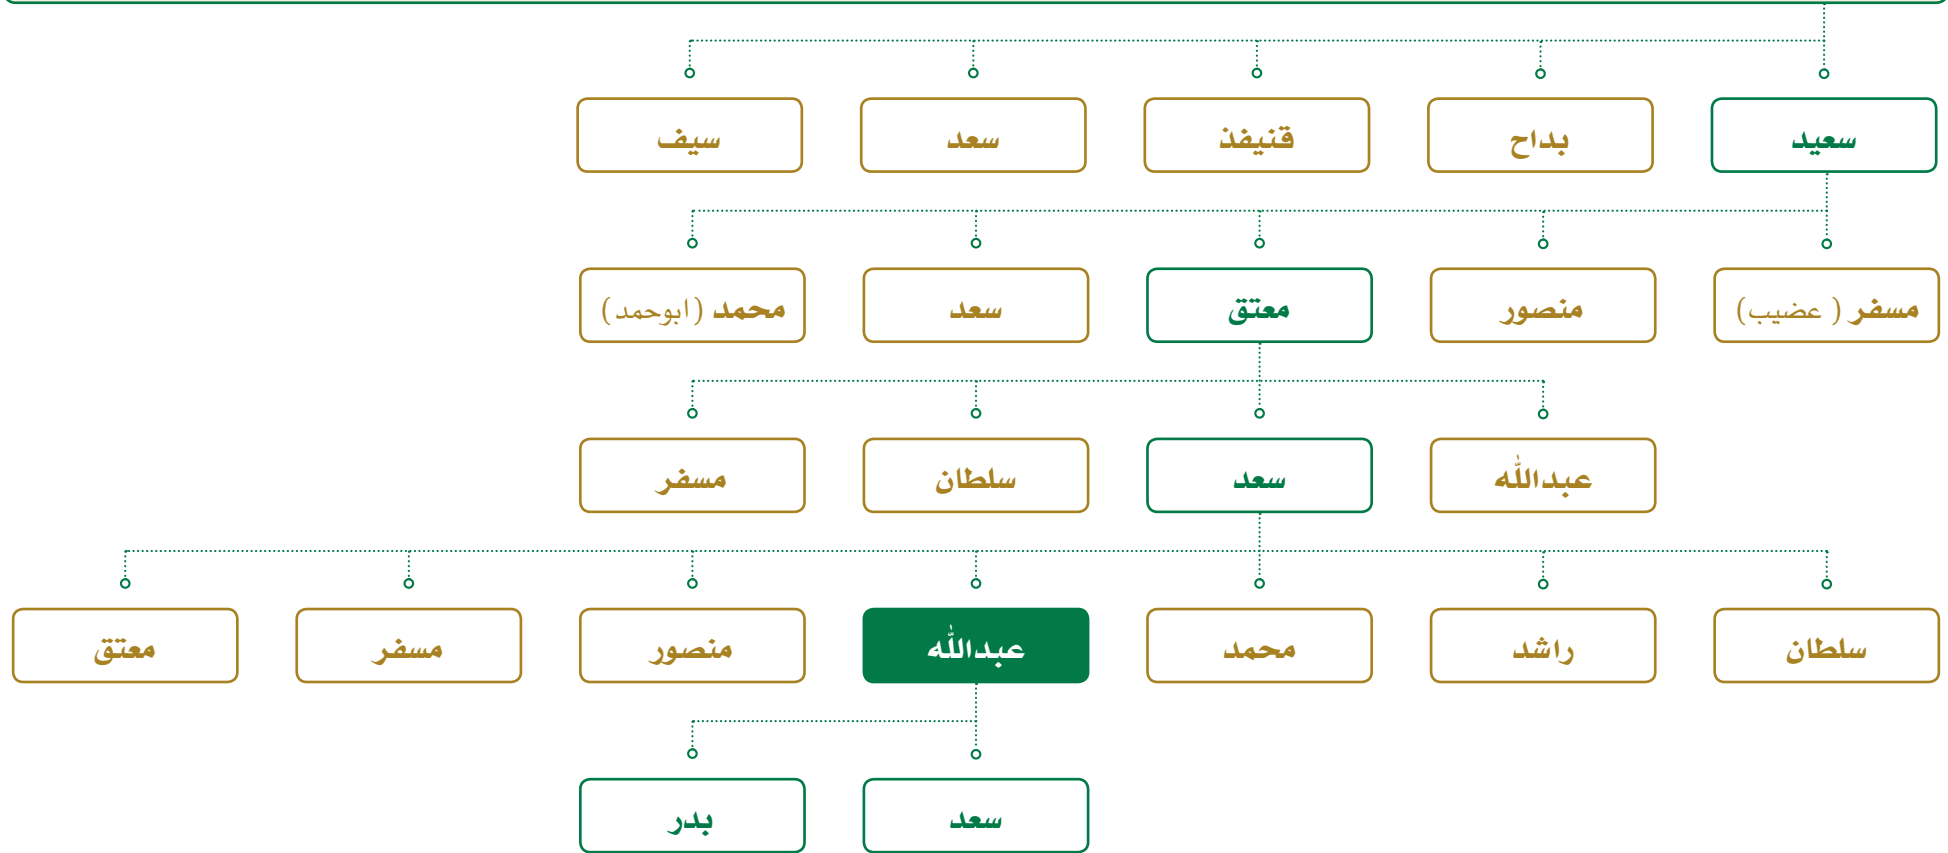 سعيد
بداح
قنيفذ
سعد
سيف
مسفر ( عضيب)
منصور
معتق
سعد
محمد (ابوحمد)
عبدالله
سعد
سلطان
مسفر
سلطان
راشد
محمد
عبدالله
منصور
مسفر
معتق
سعد
بدر